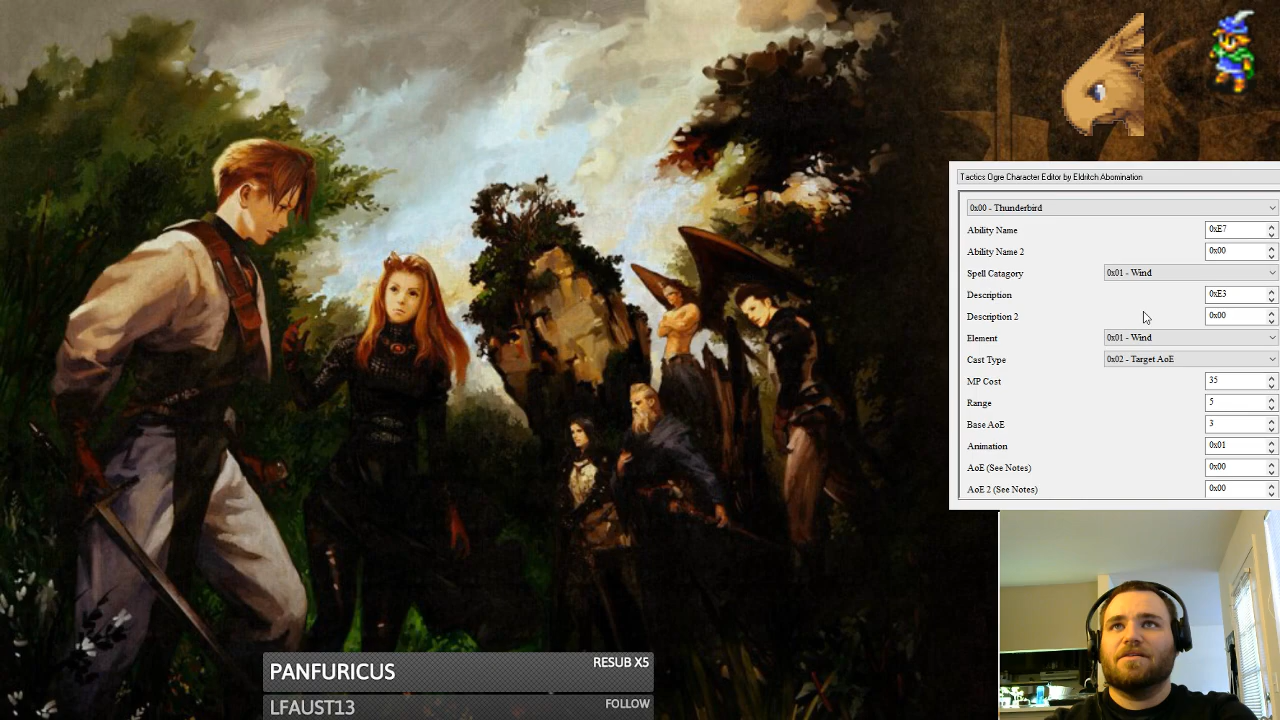 Tactics Ogre Character Editor by Eldritch Abomination
0x00 - Thunderbird
Ability Name 0xE7
Ability Name 2 0x00
Spell Catagory 0x01 - Wind
Description 0xE3
Description 2 0x00
Element 0x01 - Wind
Cast Type 0x02 - Target AoE
MP Cost 35
Range 5
Base AoE 3
Animation 0x01
AoE (See Notes) 0x00
AoE 2 (See Notes) 0x00
PANFURICUS RESUB X5
LFAUST13 FOLLOW